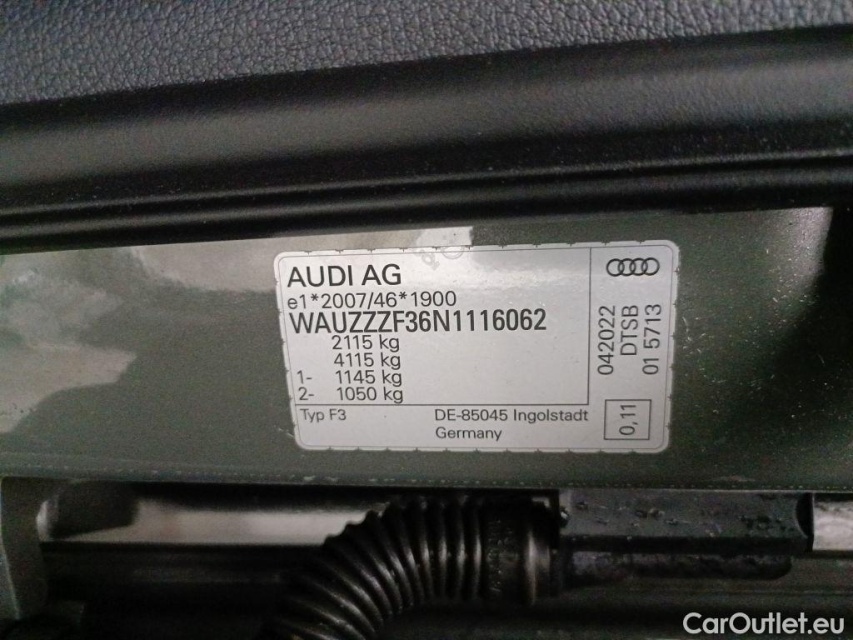 AUDI AG
e1*2007/46*1900
WAUZZZF36N1116062
2115 kg
4115 kg
1- 1145 kg
2- 1050 kg
Typ F3
DE-85045 Ingolstadt
Germany
042022
DTSB
01 5713
0,11
CarOutlet.eu